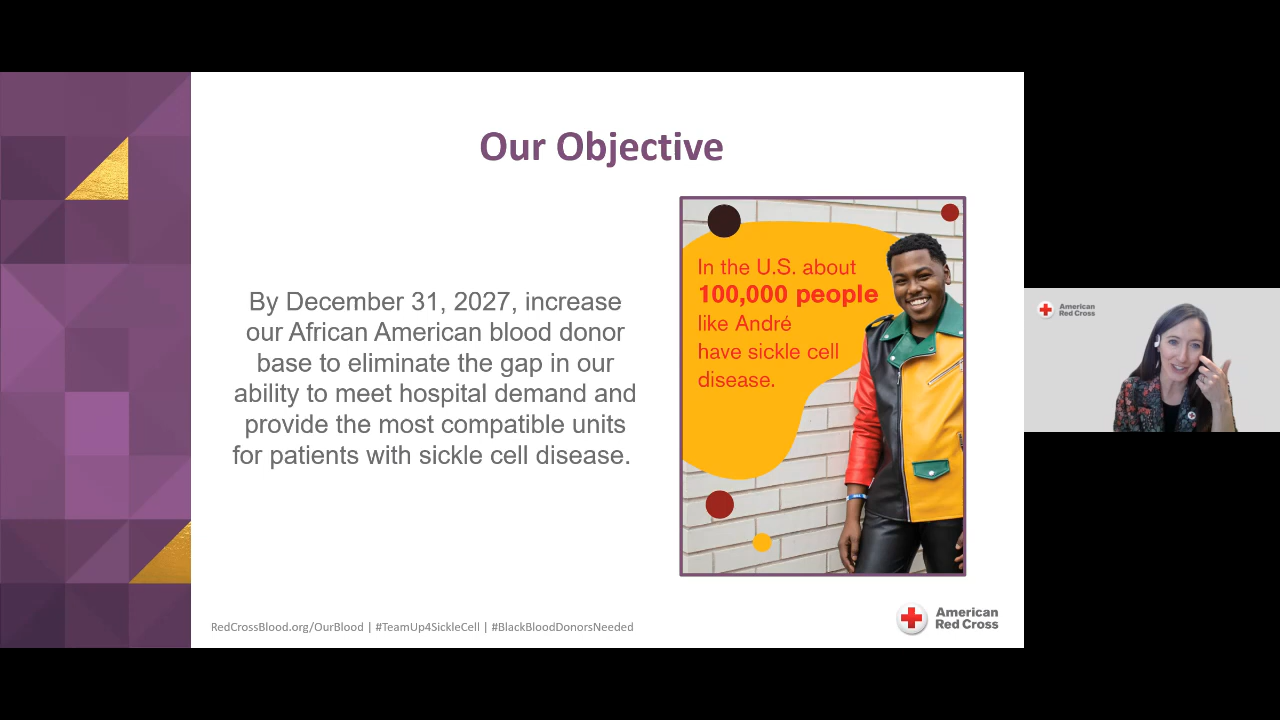 Our Objective
By December 31, 2027, increase
our African American blood donor
base to eliminate the gap in our
ability to meet hospital demand and
provide the most compatible units
for patients with sickle cell disease.
In the U.S. about
100,000 people
like André
have sickle cell
disease.
RedCrossBlood.org/OurBlood | #TeamUp4SickleCell | #BlackBloodDonorsNeeded
American
Red Cross
American
Red Cross